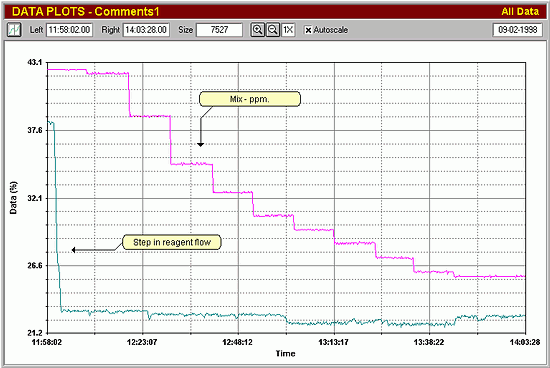 DATA PLOTS - Comments1 All Data
Left 11:58:02.00 Right 14:03:28.00 Size 7527 1X Autoscale 09-02-1998
43.1
Mix - ppm.
37.6
Data (%)
32.1
Step in reagent flow
26.6
21.2
11:58:02 12:23:07 12:48:12 13:13:17 13:38:22 14:03:28
Time